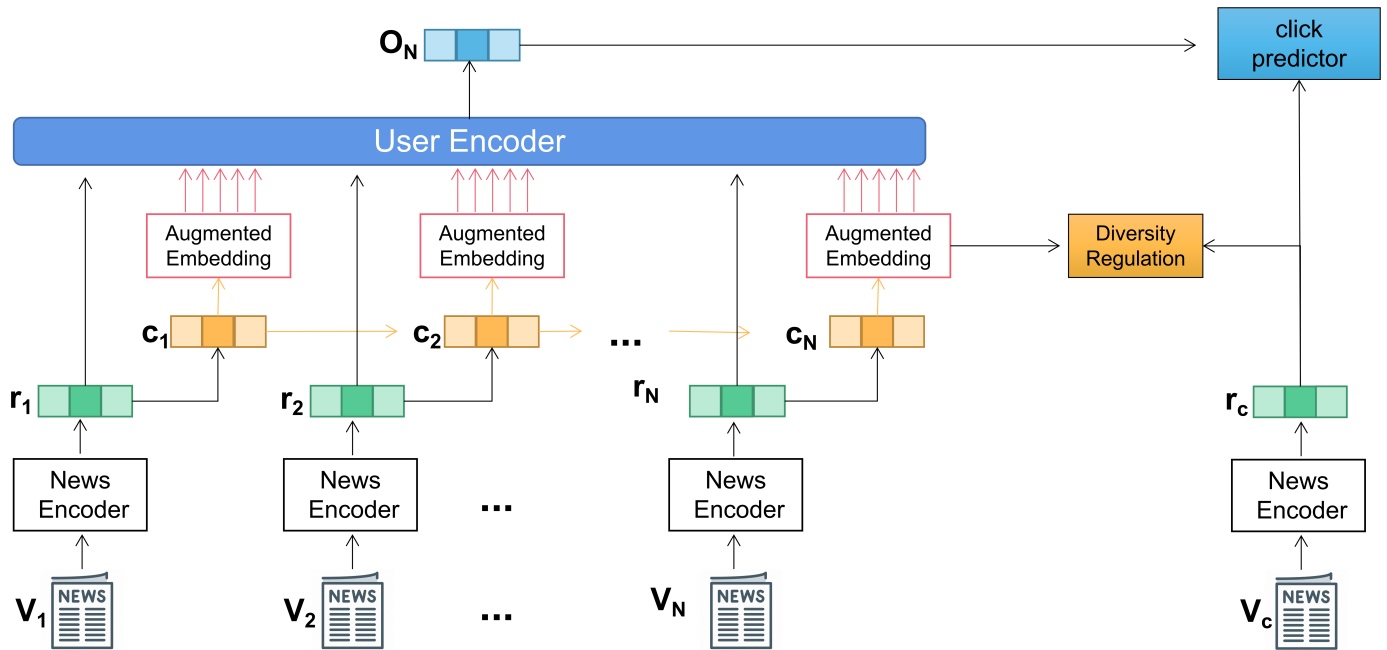 O_N
click
predictor
User Encoder
Augmented
Embedding
Augmented
Embedding
Augmented
Embedding
Diversity
Regulation
c_1
c_2
...
c_N
r_1
r_2
r_N
r_c
News
Encoder
News
Encoder
...
News
Encoder
News
Encoder
V_1
NEWS
V_2
NEWS
...
V_N
NEWS
V_c
NEWS